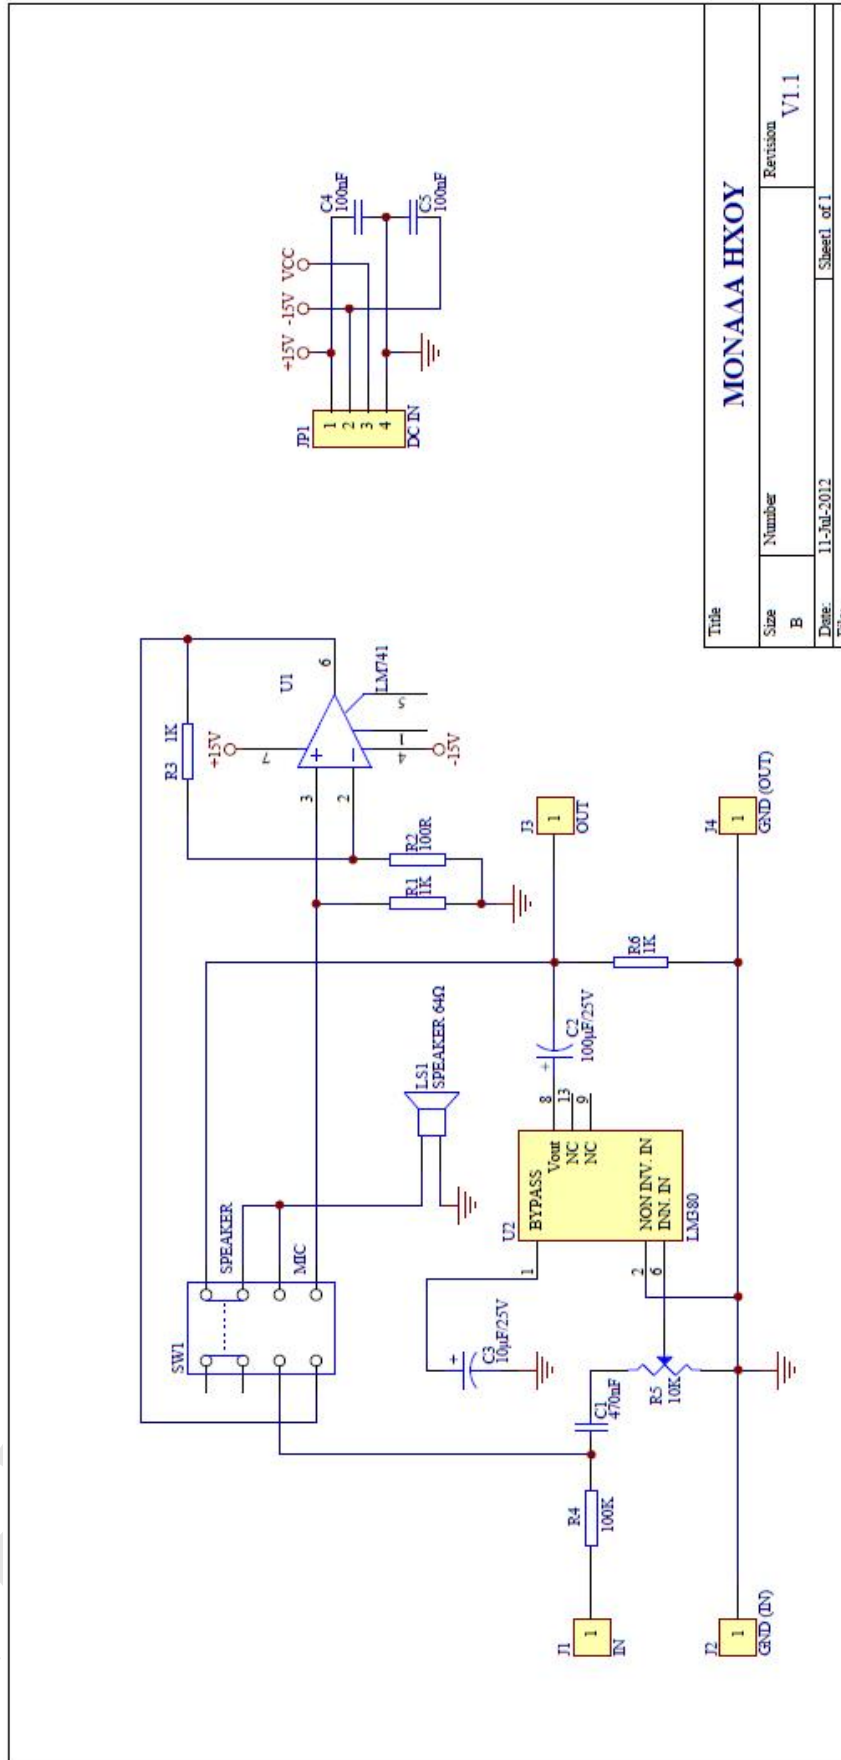 SW1
SPEAKER
MIC
R3
1K
+15V
U1
7
3
2
6
LM741
5
1
4
-15V
R1
1K
R2
100R
LS1
SPEAKER 64Ω
JP1
1
2
3
4
DC IN
+15V
-15V
VCC
C4
100nF
C5
100nF
C3
10µF/25V
1
U2
BYPASS
Vout
NC
NC
NON INV. IN
INN. IN
LM380
8
13
9
2
6
C2
100µF/25V
J3
1
OUT
R6
1K
J1
1
IN
R4
100K
C1
470nF
R5
10K
J2
1
GND (IN)
J4
1
GND (OUT)
Title
ΜΟΝΑΔΑ ΗΧΟΥ
Size
B
Number
Revision
V1.1
Date:
11-Jul-2012
Sheet1 of 1